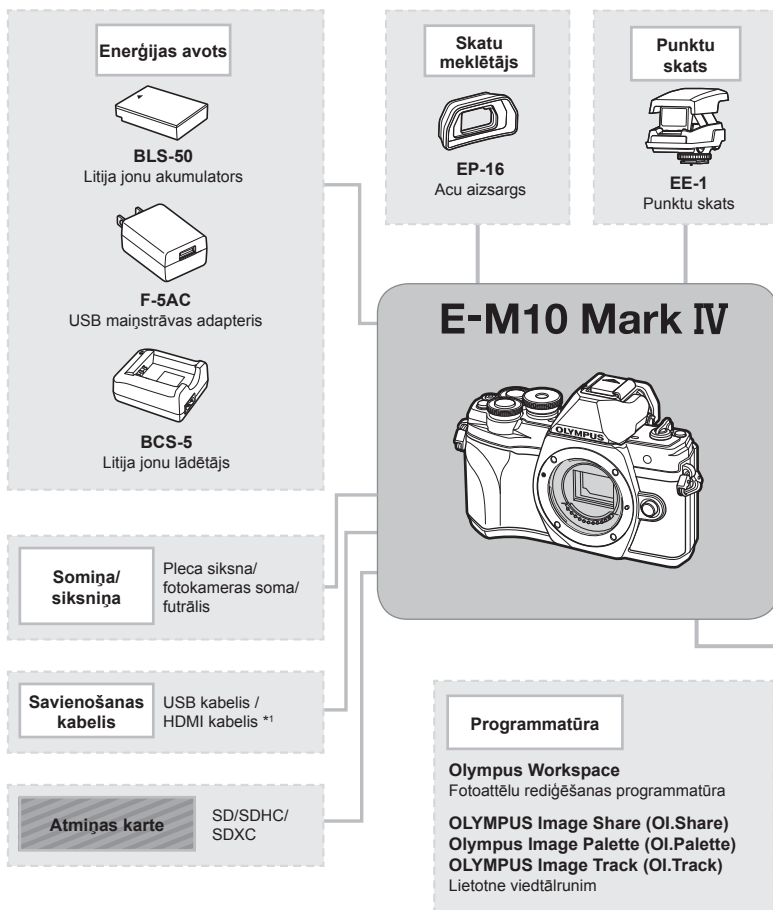 Enerģijas avots
BLS-50
Litija jonu akumulators
F-5AC
USB maiņstrāvas adapteris
BCS-5
Litija jonu lādētājs
Skatu
meklētājs
EP-16
Acu aizsargs
Punktu
skats
EE-1
Punktu skats
E-M10 Mark IV
OLYMPUS
Somiņa/
siksniņa
Pleca siksna/
fotokameras soma/
futrālis
Savienošanas
kabelis
USB kabelis /
HDMI kabelis *1
Atmiņas karte
SD/SDHC/
SDXC
Programmatūra
Olympus Workspace
Fotoattēlu rediģēšanas programmatūra
OLYMPUS Image Share (OI.Share)
Olympus Image Palette (OI.Palette)
OLYMPUS Image Track (OI.Track)
Lietotne viedtālrunim